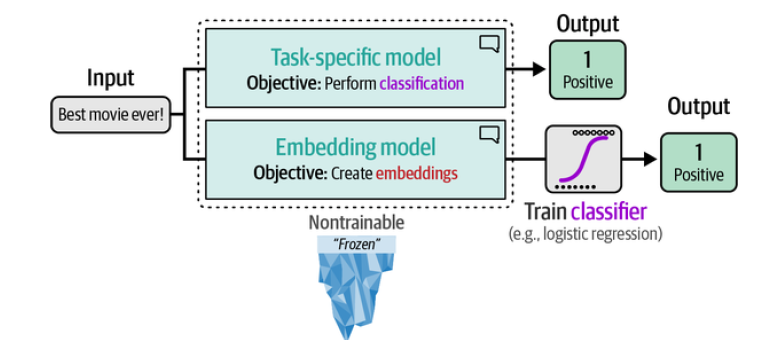 Output
Task-specific model
Objective: Perform classification
1
Positive
Input
Best movie ever!
Output
Embedding model
Objective: Create embeddings
1
Positive
Train classifier
(e.g., logistic regression)
Nontrainable
"Frozen"